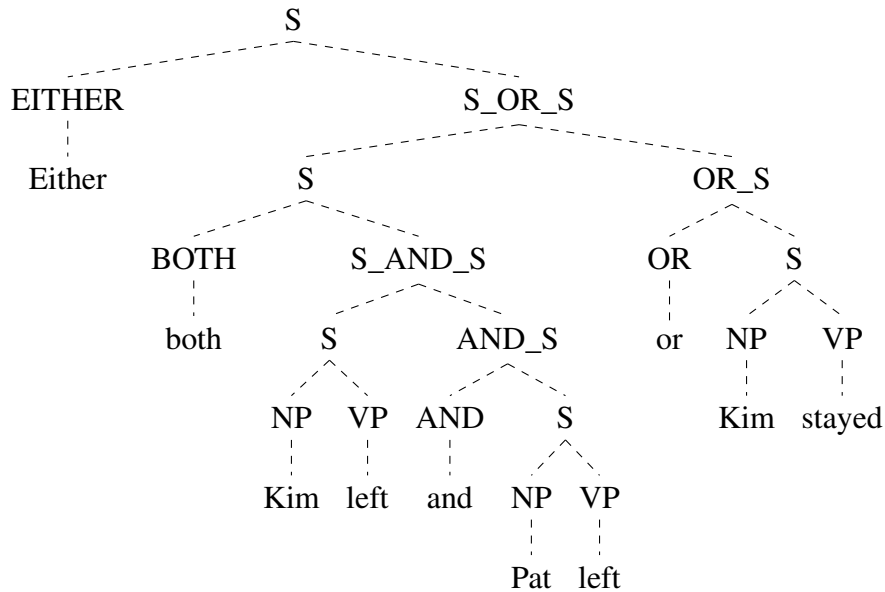 S
EITHER S_OR_S
Either S OR_S
BOTH S_AND_S OR S
both S AND_S or NP VP
NP VP AND S Kim stayed
Kim left and NP VP
Pat left